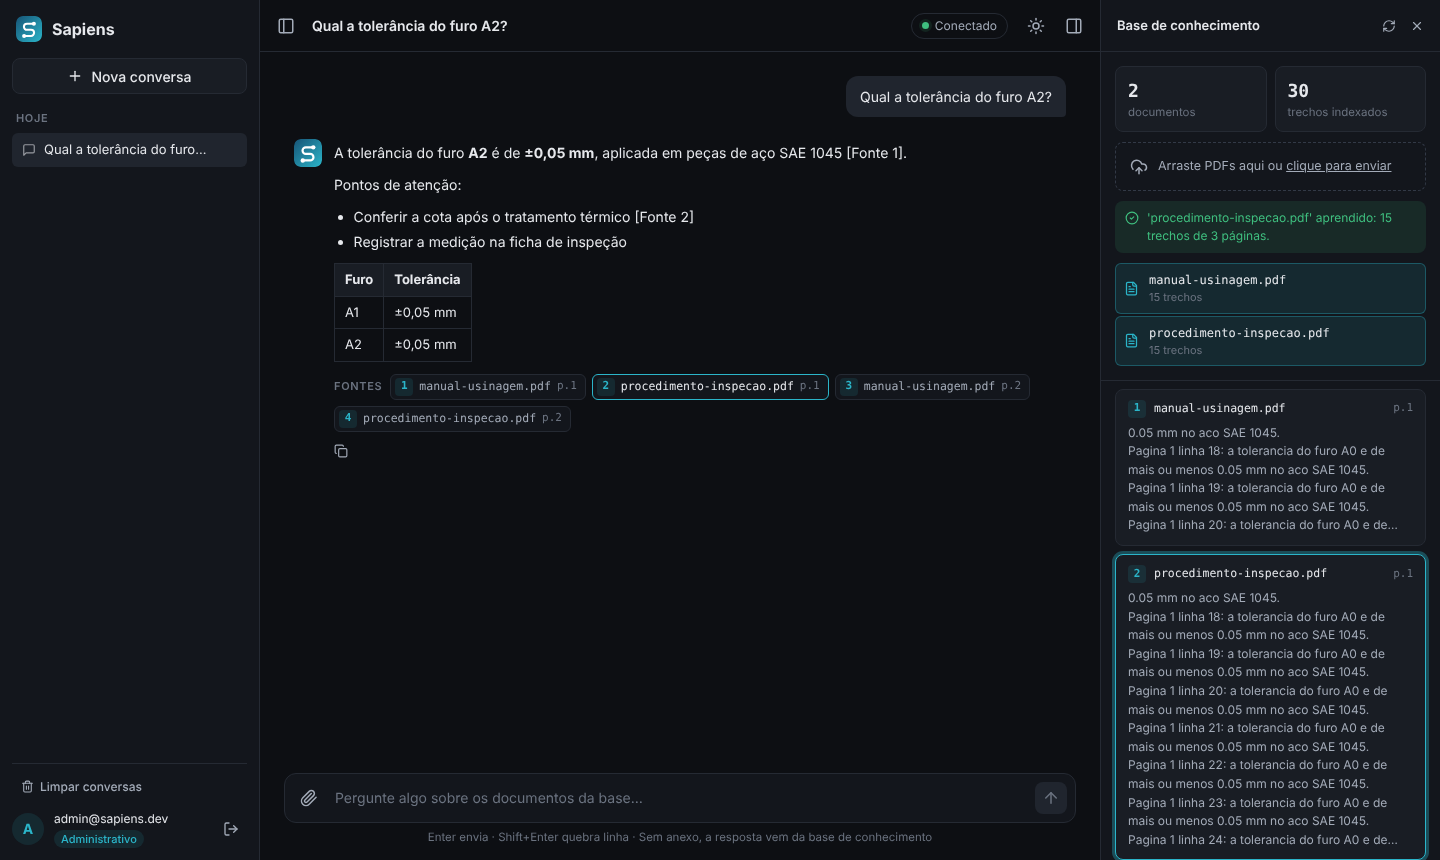 Sapiens
Nova conversa
HOJE
Qual a tolerância do furo...
Limpar conversas
A
admin@sapiens.dev
Administrativo
Qual a tolerância do furo A2?
Conectado
Qual a tolerância do furo A2?
A tolerância do furo A2 é de ±0,05 mm, aplicada em peças de aço SAE 1045 [Fonte 1].
Pontos de atenção:
• Conferir a cota após o tratamento térmico [Fonte 2]
• Registrar a medição na ficha de inspeção
Furo Tolerância
A1 ±0,05 mm
A2 ±0,05 mm
FONTES 1 manual-usinagem.pdf p.1 2 procedimento-inspecao.pdf p.1 3 manual-usinagem.pdf p.2
4 procedimento-inspecao.pdf p.2
Pergunte algo sobre os documentos da base...
Enter envia · Shift+Enter quebra linha · Sem anexo, a resposta vem da base de conhecimento
Base de conhecimento
2
documentos
30
trechos indexados
Arraste PDFs aqui ou clique para enviar
'procedimento-inspecao.pdf' aprendido: 15
trechos de 3 páginas.
manual-usinagem.pdf
15 trechos
procedimento-inspecao.pdf
15 trechos
1 manual-usinagem.pdf p.1
0.05 mm no aco SAE 1045.
Pagina 1 linha 18: a tolerancia do furo A0 e de
mais ou menos 0.05 mm no aco SAE 1045.
Pagina 1 linha 19: a tolerancia do furo A0 e de
mais ou menos 0.05 mm no aco SAE 1045.
Pagina 1 linha 20: a tolerancia do furo A0 e de...
2 procedimento-inspecao.pdf p.1
0.05 mm no aco SAE 1045.
Pagina 1 linha 18: a tolerancia do furo A0 e de
mais ou menos 0.05 mm no aco SAE 1045.
Pagina 1 linha 19: a tolerancia do furo A0 e de
mais ou menos 0.05 mm no aco SAE 1045.
Pagina 1 linha 20: a tolerancia do furo A0 e de
mais ou menos 0.05 mm no aco SAE 1045.
Pagina 1 linha 21: a tolerancia do furo A0 e de
mais ou menos 0.05 mm no aco SAE 1045.
Pagina 1 linha 22: a tolerancia do furo A0 e de
mais ou menos 0.05 mm no aco SAE 1045.
Pagina 1 linha 23: a tolerancia do furo A0 e de
mais ou menos 0.05 mm no aco SAE 1045.
Pagina 1 linha 24: a tolerancia do furo A0 e de...